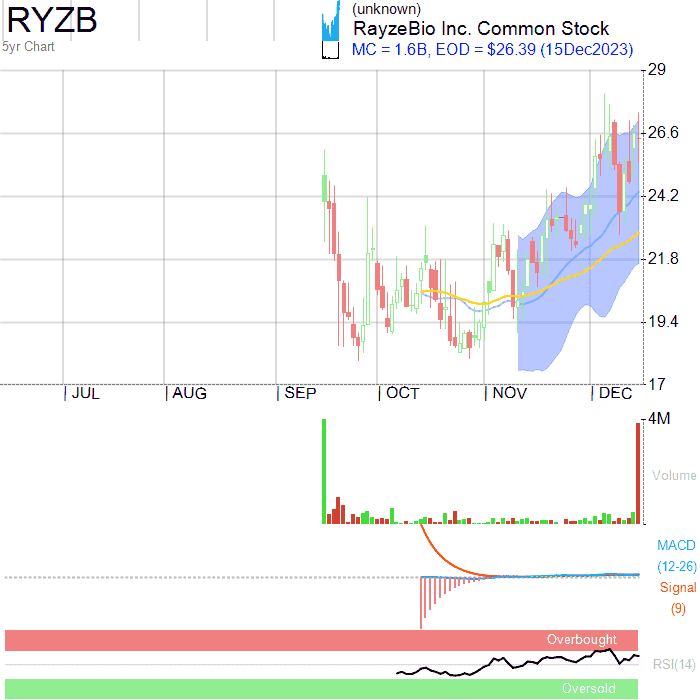 RYZB
5yr Chart
(unknown)
RayzeBio Inc. Common Stock
MC = 1.6B, EOD = $26.39 (15Dec2023)
29
26.6
24.2
21.8
19.4
17
JUL
AUG
SEP
OCT
NOV
DEC
4M
Volume
MACD
(12-26)
Signal
(9)
Overbought
RSI(14)
Oversold